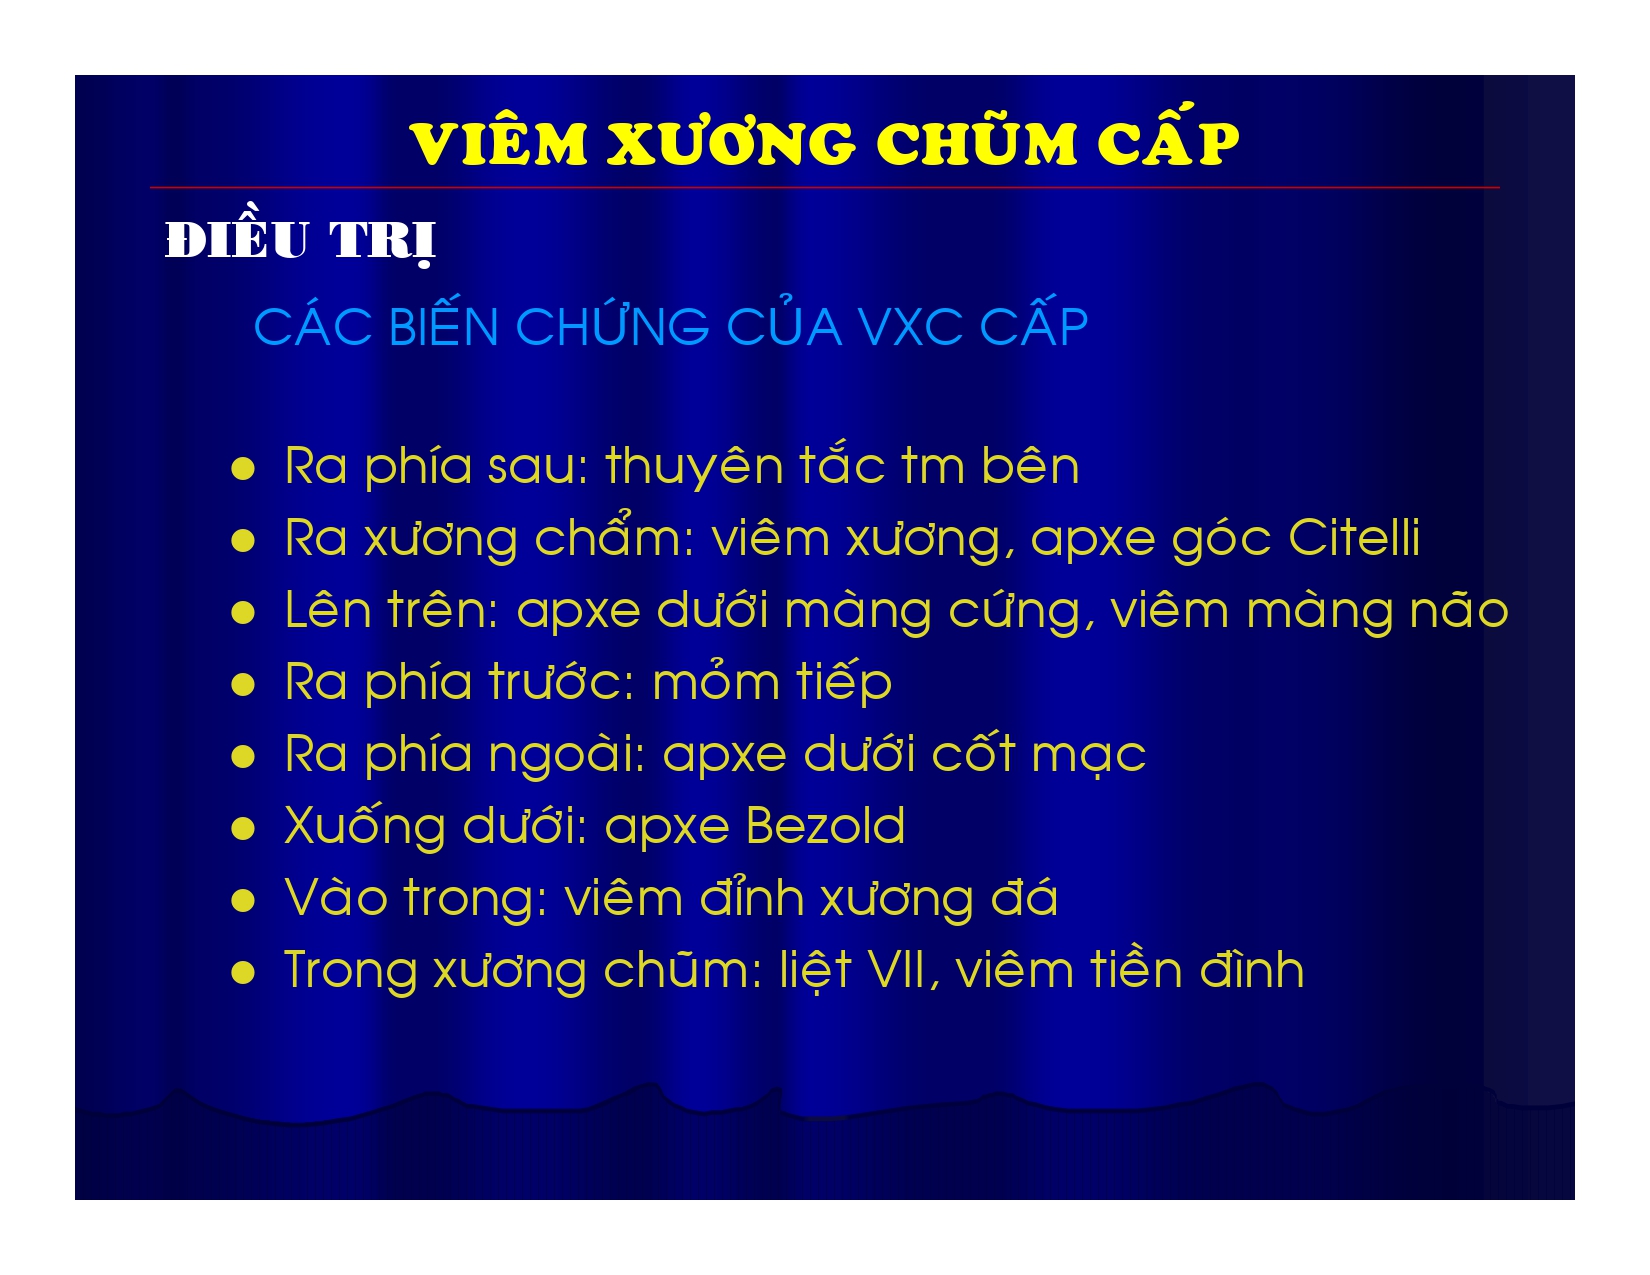 VIÊM XƯƠNG CHŨM CẤP
ĐIỀU TRỊ
CÁC BIẾN CHỨNG CỦA VXC CẤP
● Ra phía sau: thuyên tắc tm bên
● Ra xương chẩm: viêm xương, apxe góc Citelli
● Lên trên: apxe dưới màng cứng, viêm màng não
● Ra phía trước: mỏm tiếp
● Ra phía ngoài: apxe dưới cốt mạc
● Xuống dưới: apxe Bezold
● Vào trong: viêm đỉnh xương đá
● Trong xương chũm: liệt VII, viêm tiền đình